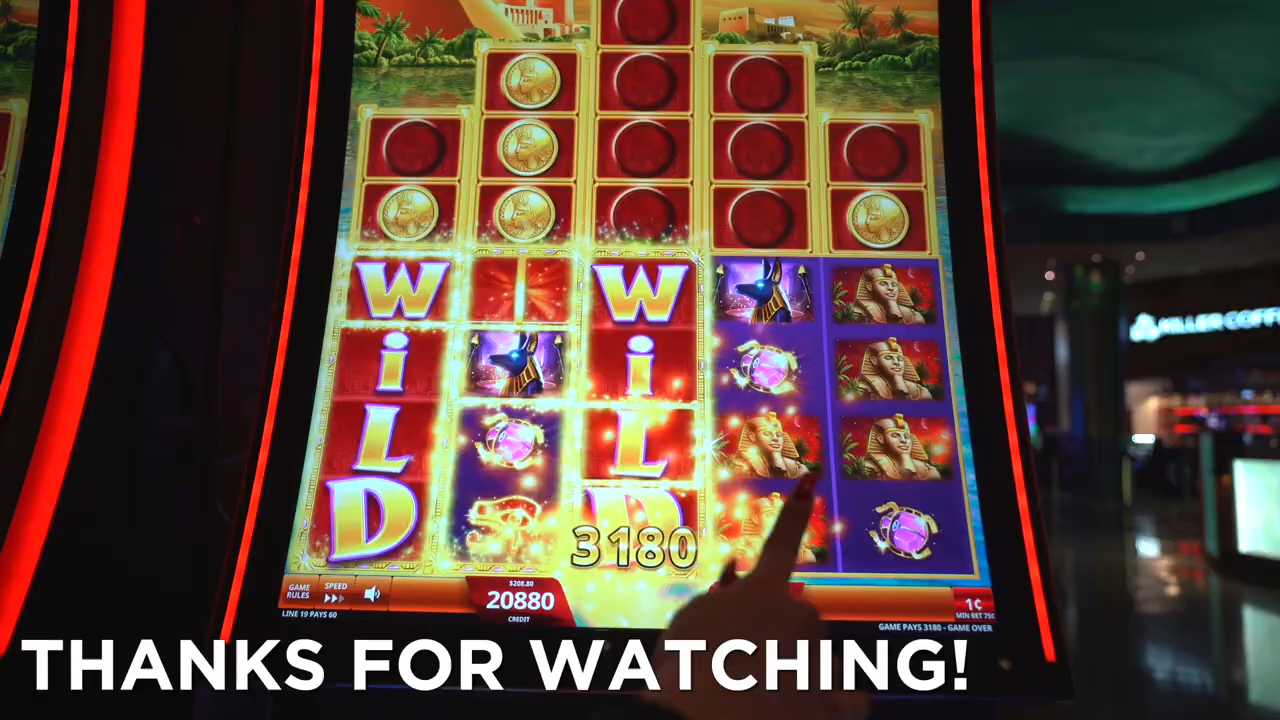 WiLD
WiLD
3180
GAME
RULES
SPEED
$208.80
20880
CREDIT
1¢
MIN BET 75¢
LINE 19 PAYS 60
GAME PAYS 3180 - GAME OVER
THANKS FOR WATCHING!